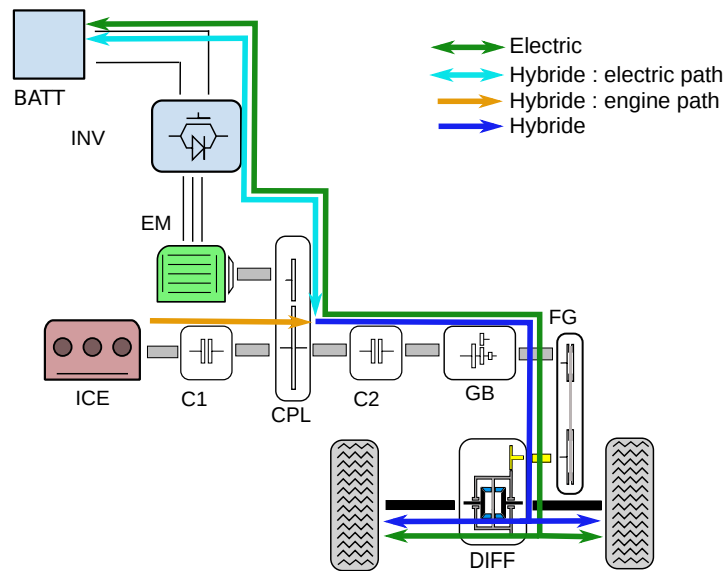 BATT
Electric
Hybride : electric path
Hybride : engine path
Hybride
INV
EM
FG
ICE
C1
CPL
C2
GB
DIFF